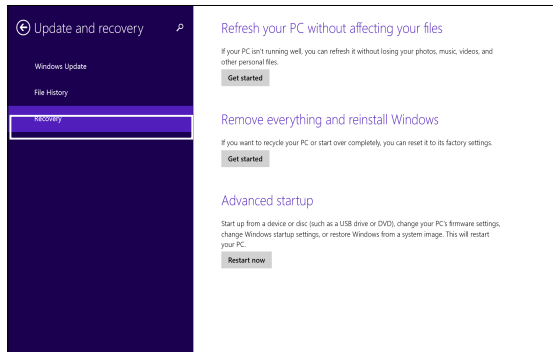 Update and recovery
Windows Update
File History
Recovery
Refresh your PC without affecting your files
If your PC isn't running well, you can refresh it without losing your photos, music, videos, and
other personal files.
Get started
Remove everything and reinstall Windows
If you want to recycle your PC or start over completely, you can reset it to its factory settings.
Get started
Advanced startup
Start up from a device or disc (such as a USB drive or DVD), change your PC's firmware settings,
change Windows startup settings, or restore Windows from a system image. This will restart
your PC.
Restart now